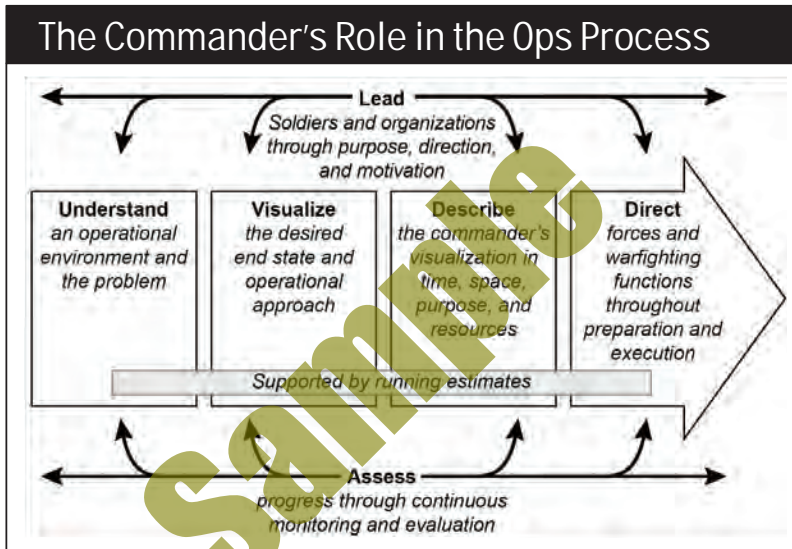 The Commander's Role in the Ops Process
Lead
Soldiers and organizations
through purpose, direction,
and motivation
Understand
an operational
environment and
the problem
Visualize
the desired
end state and
operational
approach
Describe
the commander's
visualization in
time, space,
purpose, and
resources
Direct
forces and
warfighting
functions
throughout
preparation and
execution
Supported by running estimates
Assess
progress through continuous
monitoring and evaluation
Sample